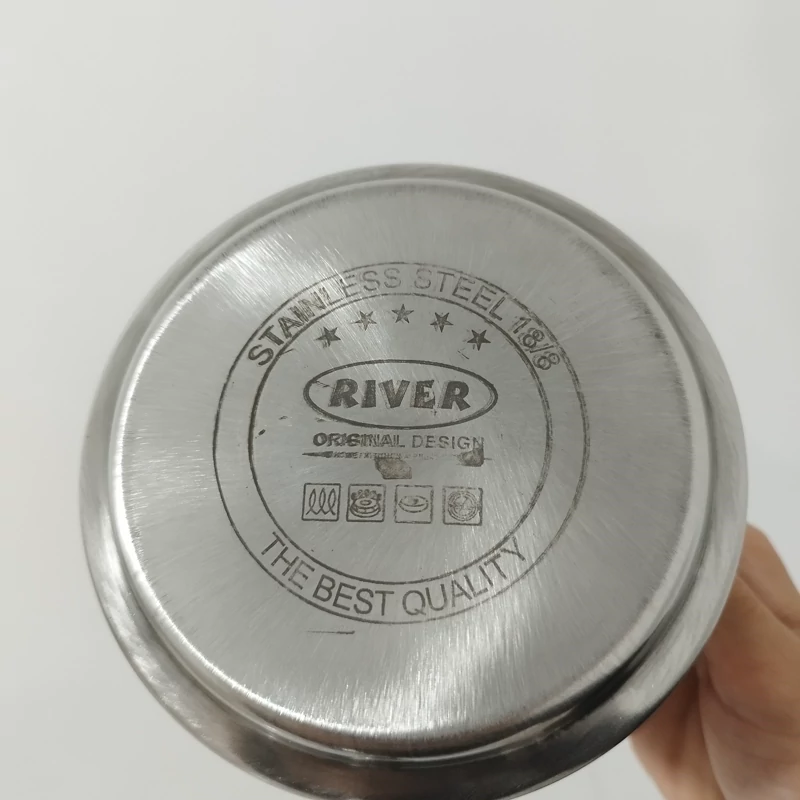 STAINLESS STEEL 18/8
RIVER
ORIGINAL DESIGN
THE BEST QUALITY